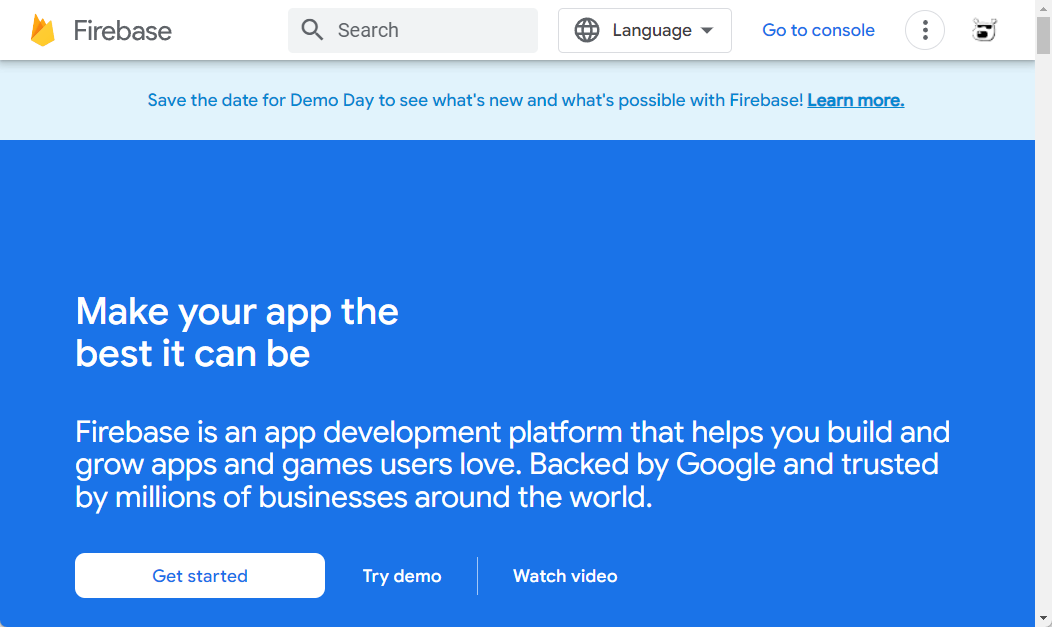 Firebase
Search
Language
Go to console
Save the date for Demo Day to see what's new and what's possible with Firebase! Learn more.
Make your app the
best it can be
Firebase is an app development platform that helps you build and
grow apps and games users love. Backed by Google and trusted
by millions of businesses around the world.
Get started
Try demo
Watch video